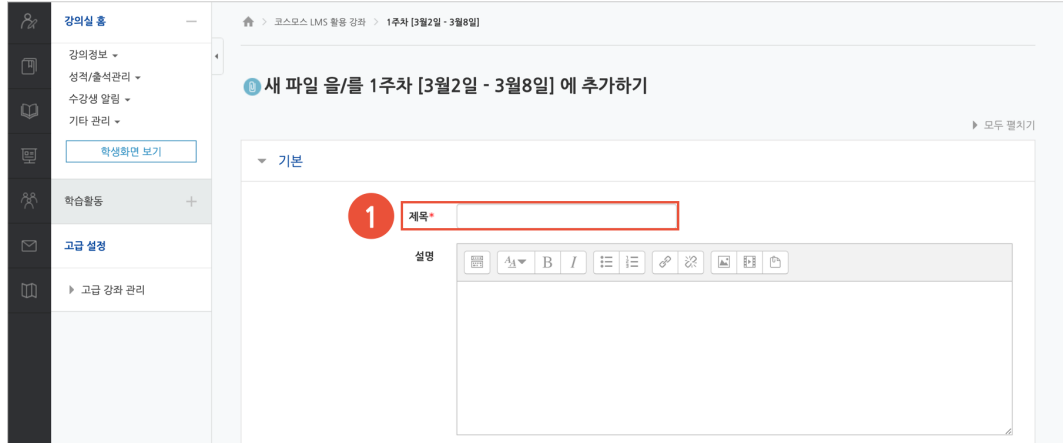 강의실 홈
강의정보
성적/출석관리
수강생 알림
기타 관리
학생화면 보기
학습활동
고급 설정
고급 강좌 관리
코스모스 LMS 활용 강좌 > 1주차 [3월2일 - 3월8일]
새 파일 을/를 1주차 [3월2일 - 3월8일] 에 추가하기
모두 펼치기
기본
1 제목*
설명
B I